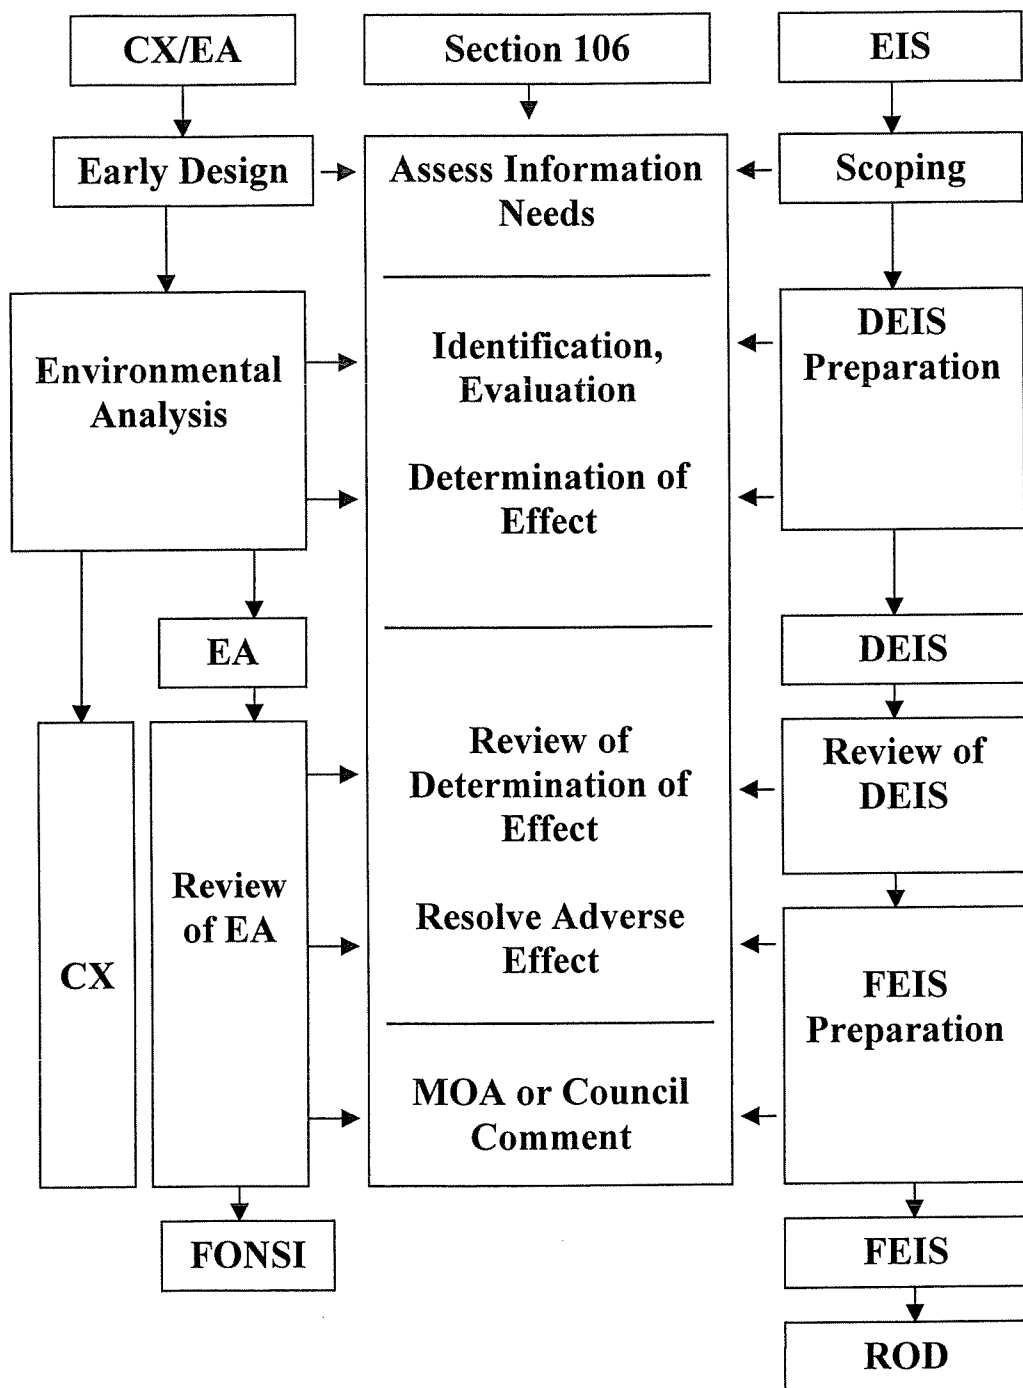 CX/EA
Section 106
EIS
Early Design
Assess Information
Needs
Scoping
Environmental
Analysis
Identification,
Evaluation
Determination of
Effect
DEIS
Preparation
EA
DEIS
CX
Review
of EA
Review of
Determination of
Effect
Resolve Adverse
Effect
MOA or Council
Comment
Review of
DEIS
FEIS
Preparation
FONSI
FEIS
ROD